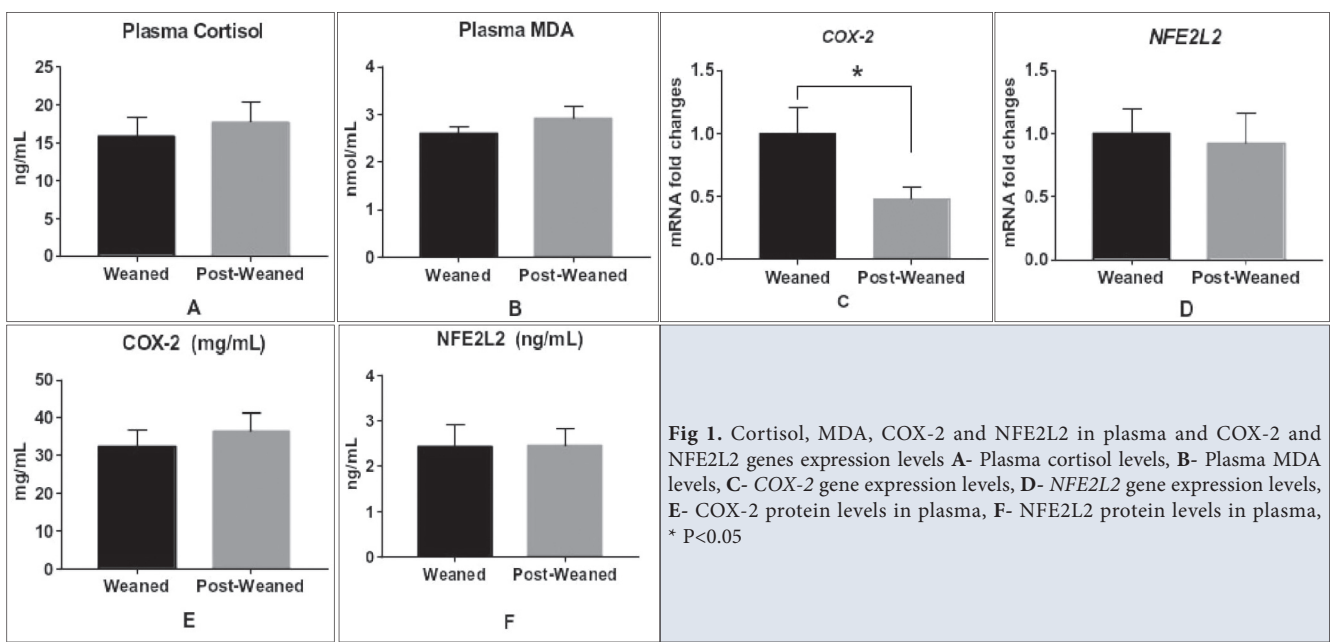 Plasma Cortisol
ng/mL
25
20
15
10
5
0
Weaned Post-Weaned
A
Plasma MDA
nmol/mL
4
3
2
1
0
Weaned Post-Weaned
B
COX-2
mRNA fold changes
1.5
1.0
0.5
0.0
*
Weaned Post-Weaned
C
NFE2L2
mRNA fold changes
1.5
1.0
0.5
0.0
Weaned Post-Weaned
D
COX-2 (mg/mL)
mg/mL
50
40
30
20
10
0
Weaned Post-Weaned
E
NFE2L2 (ng/mL)
ng/mL
4
3
2
1
0
Weaned Post-Weaned
F
Fig 1. Cortisol, MDA, COX-2 and NFE2L2 in plasma and COX-2 and
NFE2L2 genes expression levels A- Plasma cortisol levels, B- Plasma MDA
levels, C- COX-2 gene expression levels, D- NFE2L2 gene expression levels,
E- COX-2 protein levels in plasma, F- NFE2L2 protein levels in plasma,
* P<0.05